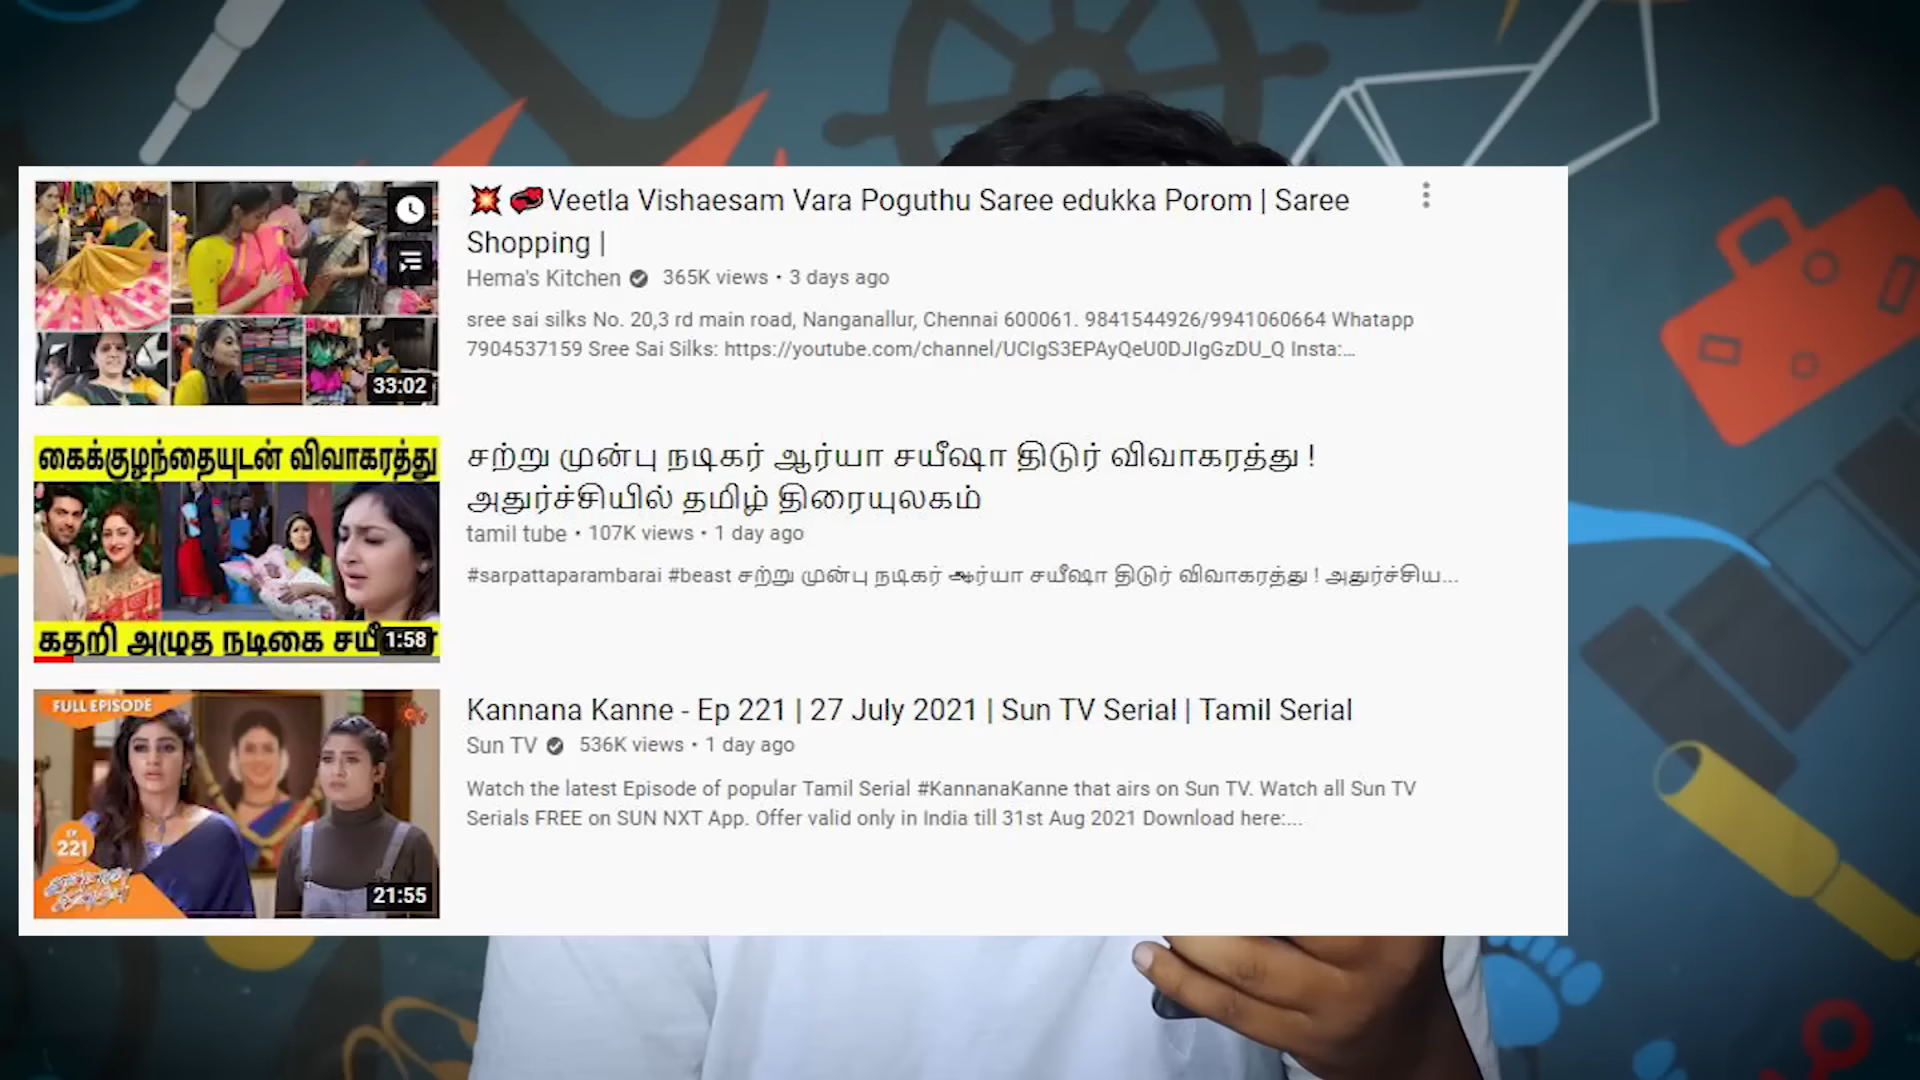 💥 💞Veetla Vishaesam Vara Poguthu Saree edukka Porom | Saree
Shopping |
Hema's Kitchen 365K views • 3 days ago
sree sai silks No. 20,3 rd main road, Nanganallur, Chennai 600061. 9841544926/9941060664 Whatapp
7904537159 Sree Sai Silks: https://youtube.com/channel/UCIgS3EPAyQeU0DJIgGzDU_Q Insta:...
33:02
கைக்குழந்தையுடன் விவாகரத்து
கதறி அழுத நடிகை
1:58
சற்று முன்பு நடிகர் ஆர்யா சயீஷா திடுர் விவாகரத்து !
அதுர்ச்சியில் தமிழ் திரையுலகம்
tamil tube • 107K views • 1 day ago
#sarpattaparambarai #beast சற்று முன்பு நடிகர் ஆர்யா சயீஷா திடுர் விவாகரத்து ! அதுர்ச்சிய...
FULL EPISODE
EP
221
21:55
Kannana Kanne - Ep 221 | 27 July 2021 | Sun TV Serial | Tamil Serial
Sun TV 536K views • 1 day ago
Watch the latest Episode of popular Tamil Serial #KannanaKanne that airs on Sun TV. Watch all Sun TV
Serials FREE on SUN NXT App. Offer valid only in India till 31st Aug 2021 Download here:...